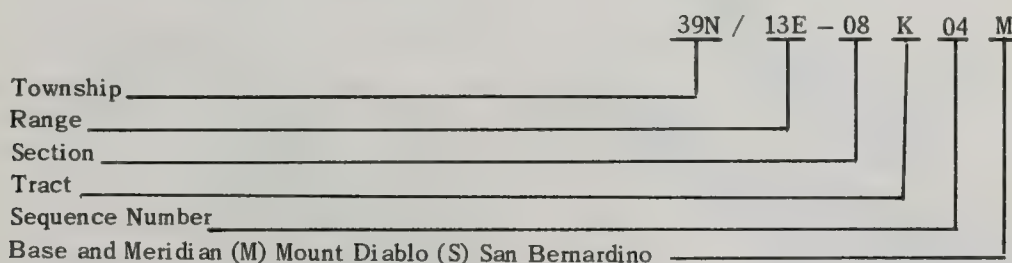 39N / 13E - 08 K 04 M
Township
Range
Section
Tract
Sequence Number
Base and Meridian (M) Mount Diablo (S) San Bernardino